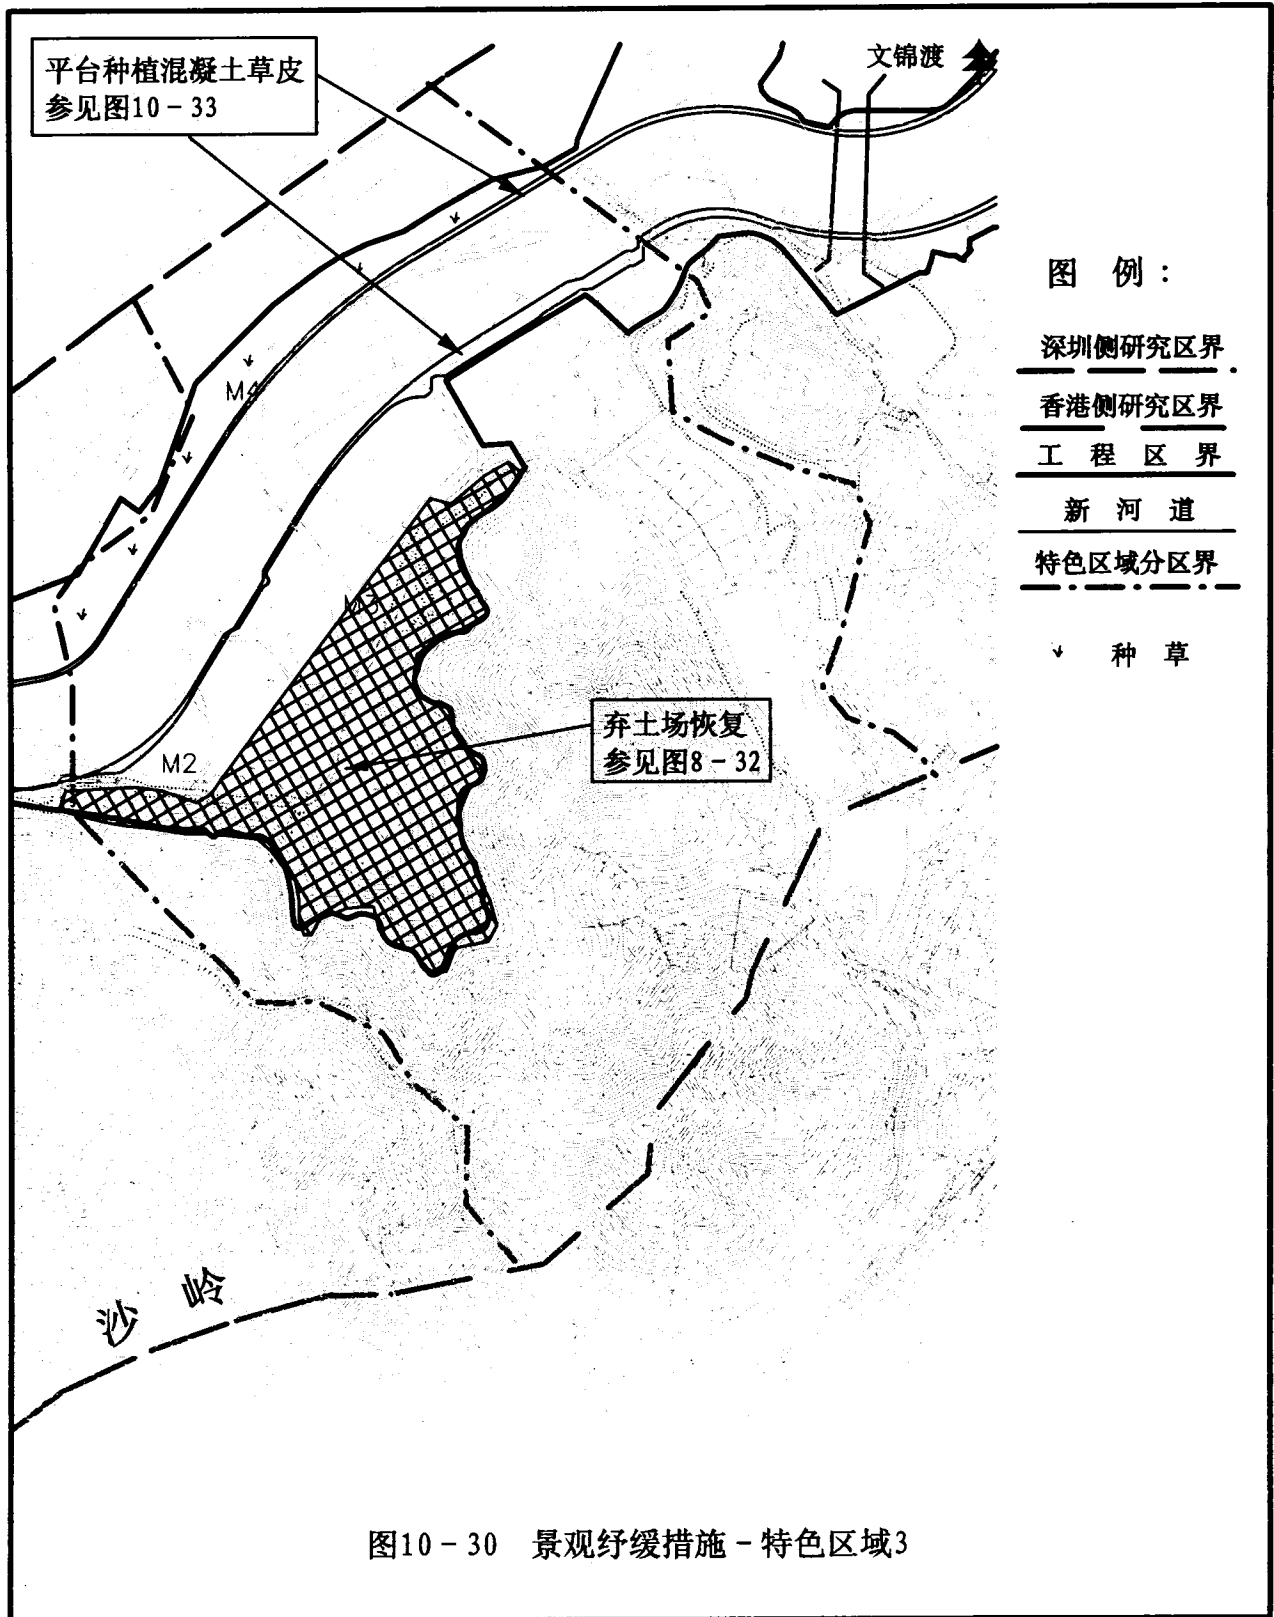 平台种植混凝土草皮
参见图10-33
文锦渡
图 例：
深圳侧研究区界
香港侧研究区界
工 程 区 界
新 河 道
特色区域分区界
种 草
M4
M3
M2
弃土场恢复
参见图8-32
沙 岭
图10-30 景观纾缓措施-特色区域3